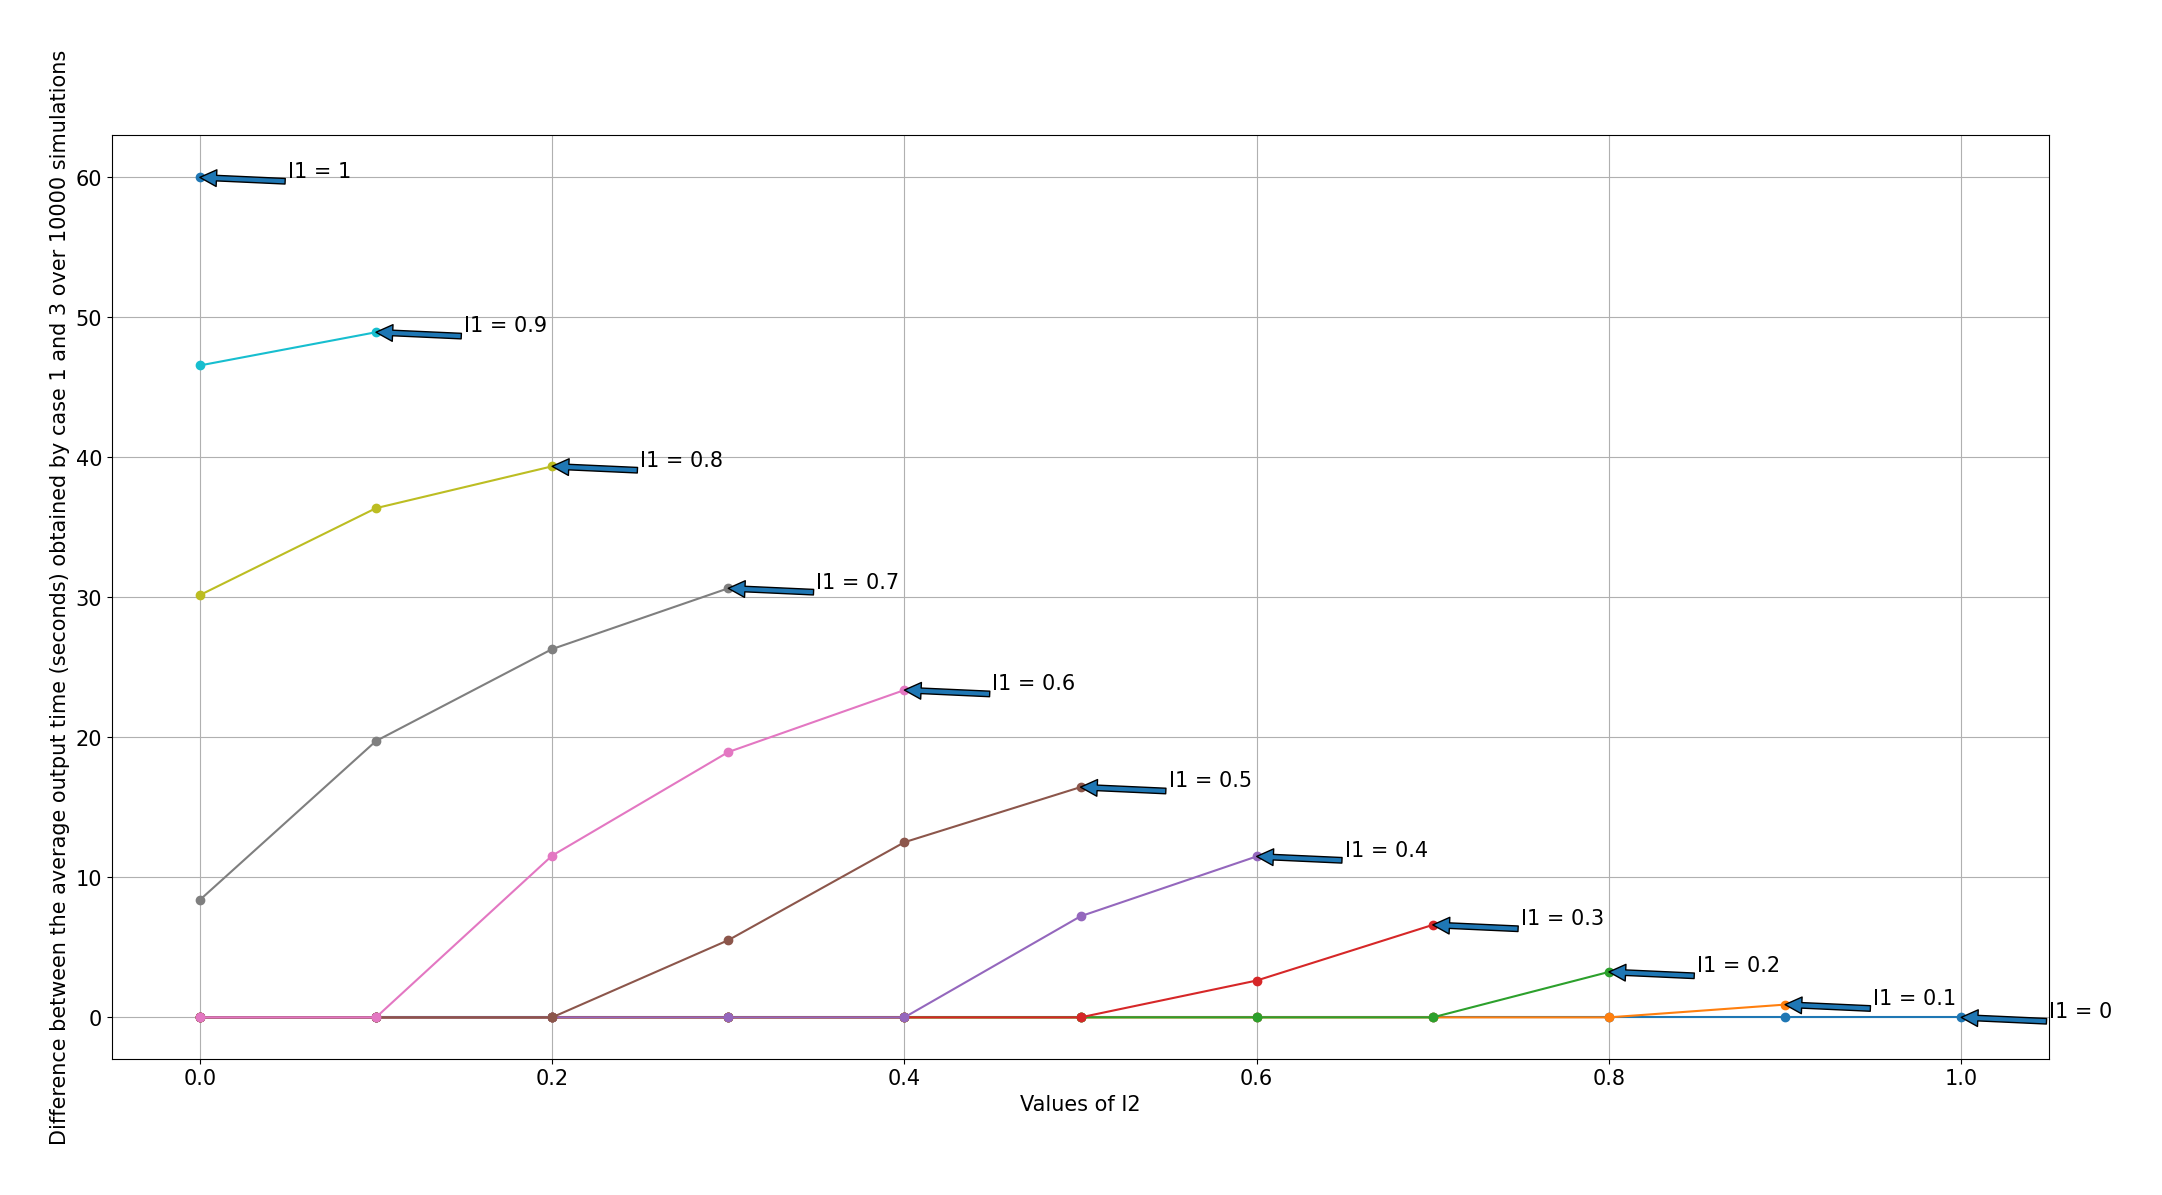 Difference between the average output time (seconds) obtained by case 1 and 3 over 10000 simulations
60
50
40
30
20
10
0
I1 = 1
I1 = 0.9
I1 = 0.8
I1 = 0.7
I1 = 0.6
I1 = 0.5
I1 = 0.4
I1 = 0.3
I1 = 0.2
I1 = 0.1
I1 = 0
0.0 0.2 0.4 0.6 0.8 1.0
Values of I2